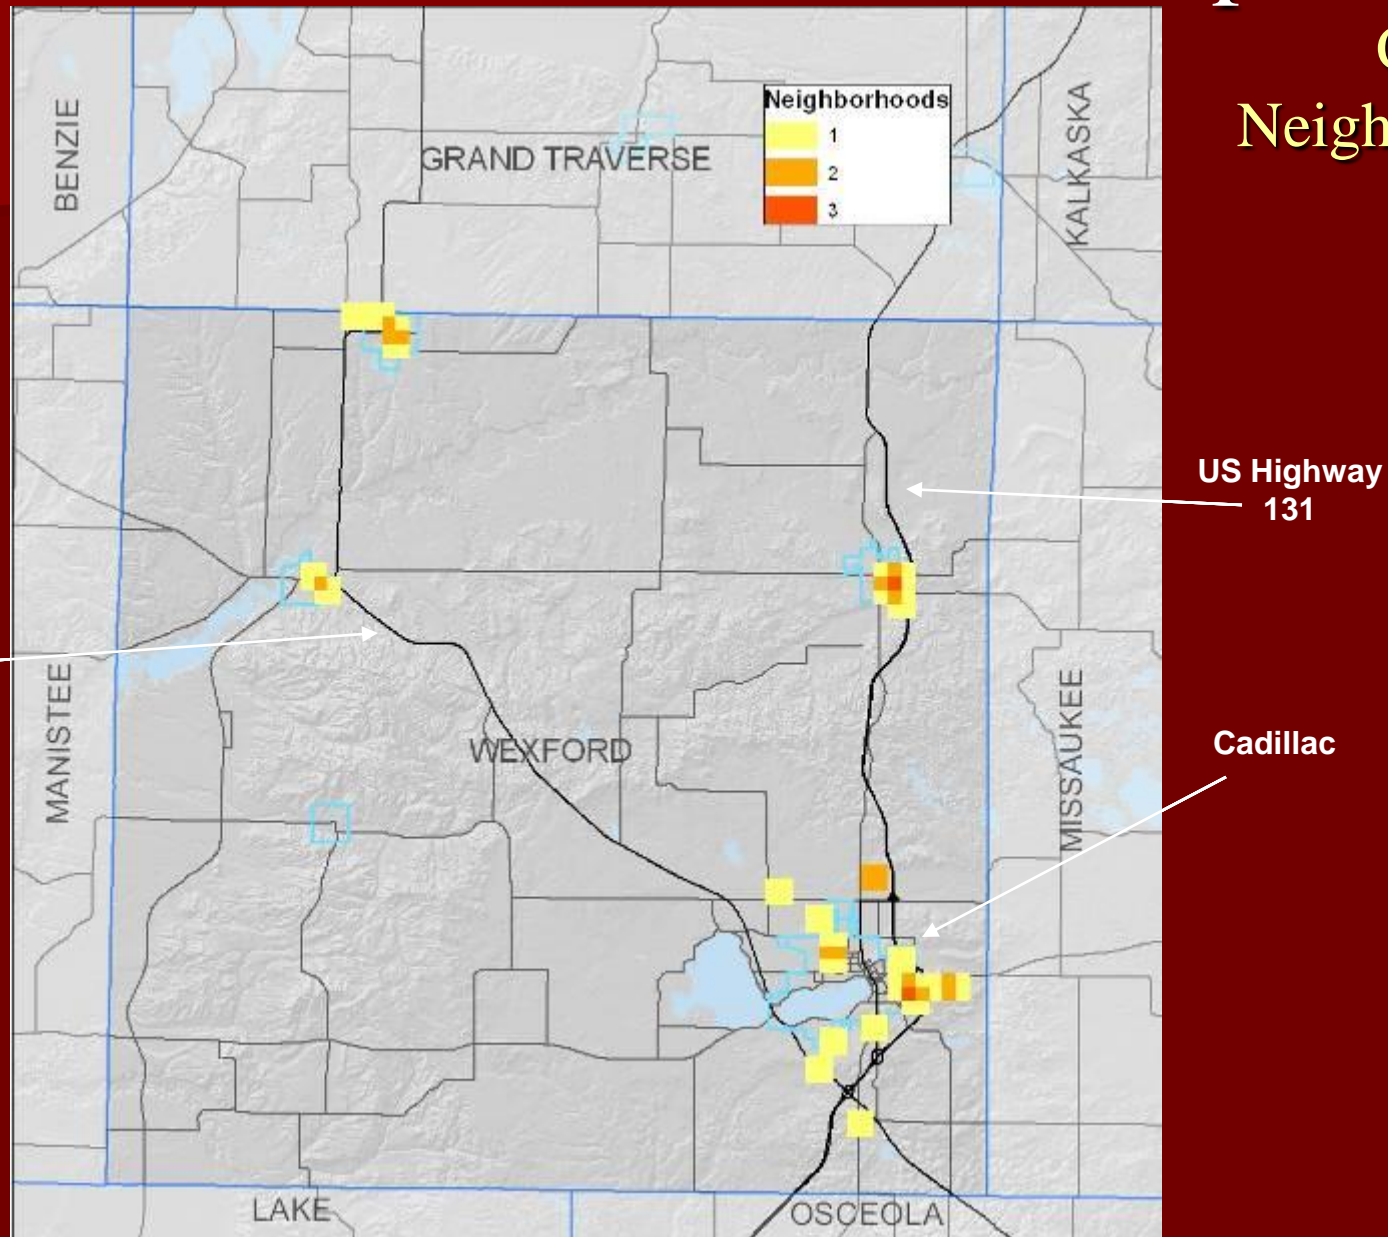 Neigh
Neighborhoods
1
2
3
BENZIE
GRAND TRAVERSE
KALKASKA
US Highway
131
MANISTEE
WEXFORD
MISSAUKEE
Cadillac
LAKE
OSCEOLA